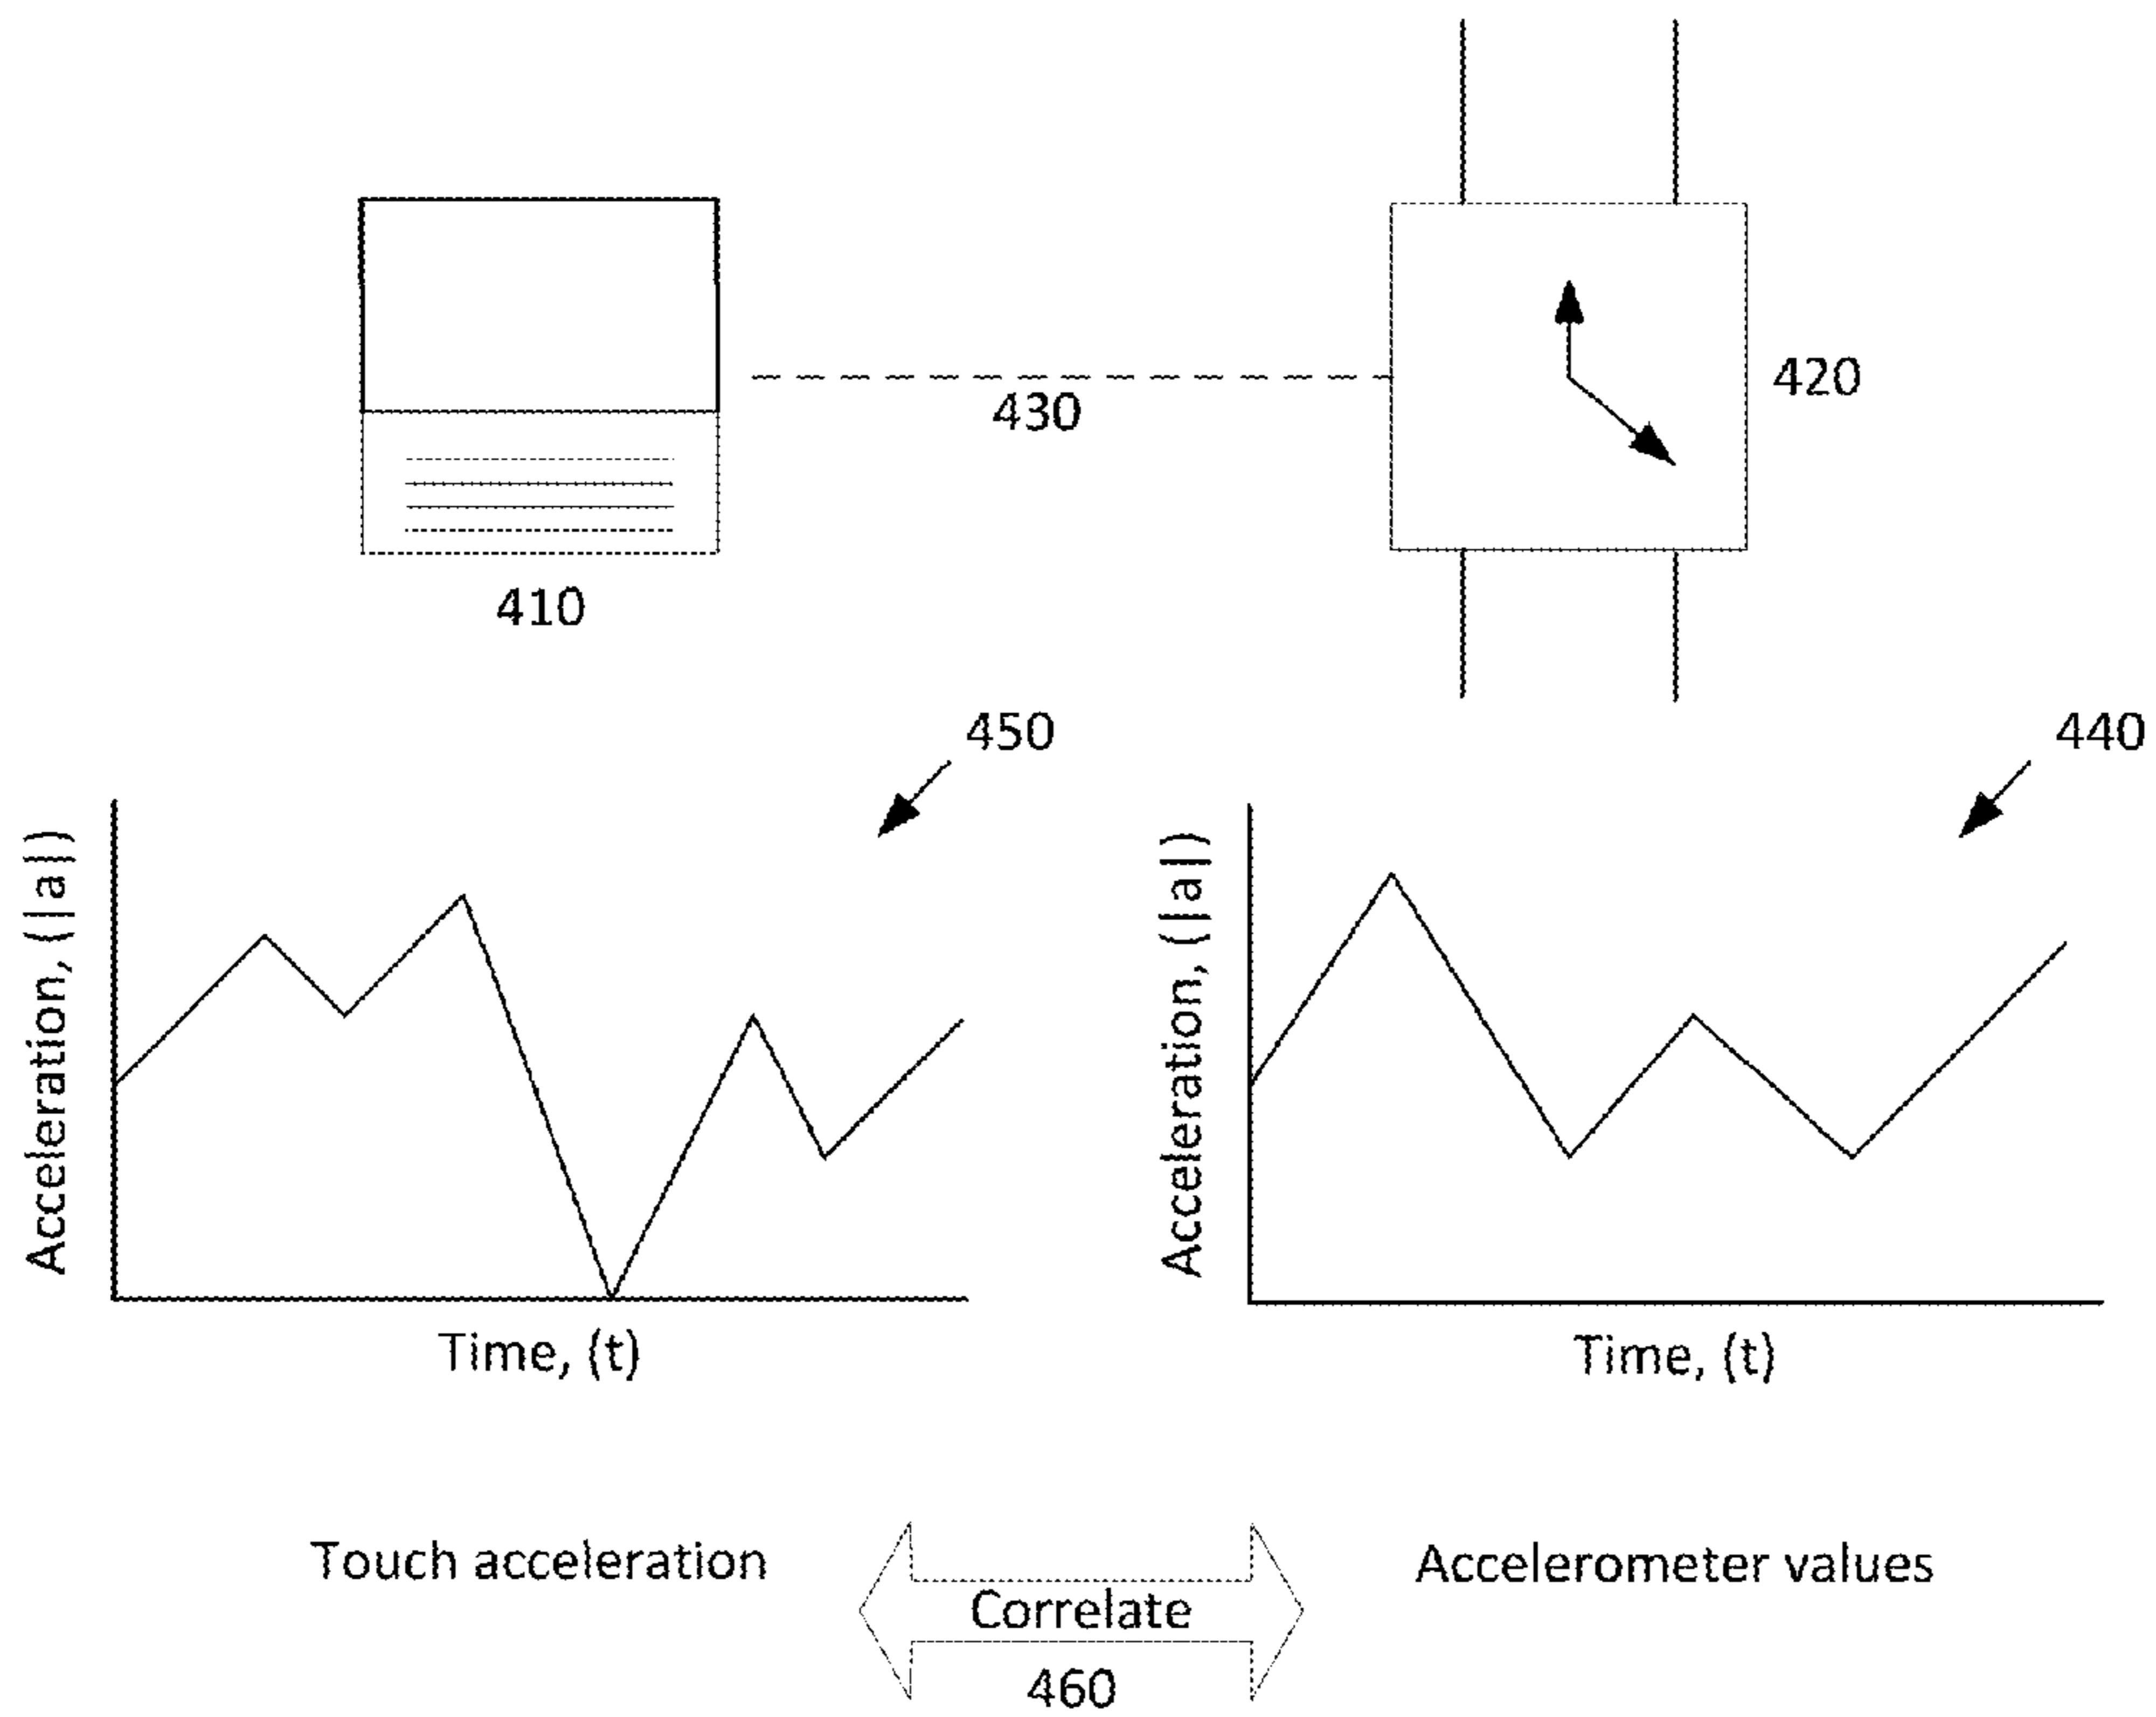 420
430
410
450
440
Acceleration, (|a|)
Acceleration, (|a|)
Time, (t)
Time, (t)
Touch acceleration
Accelerometer values
Correlate
460